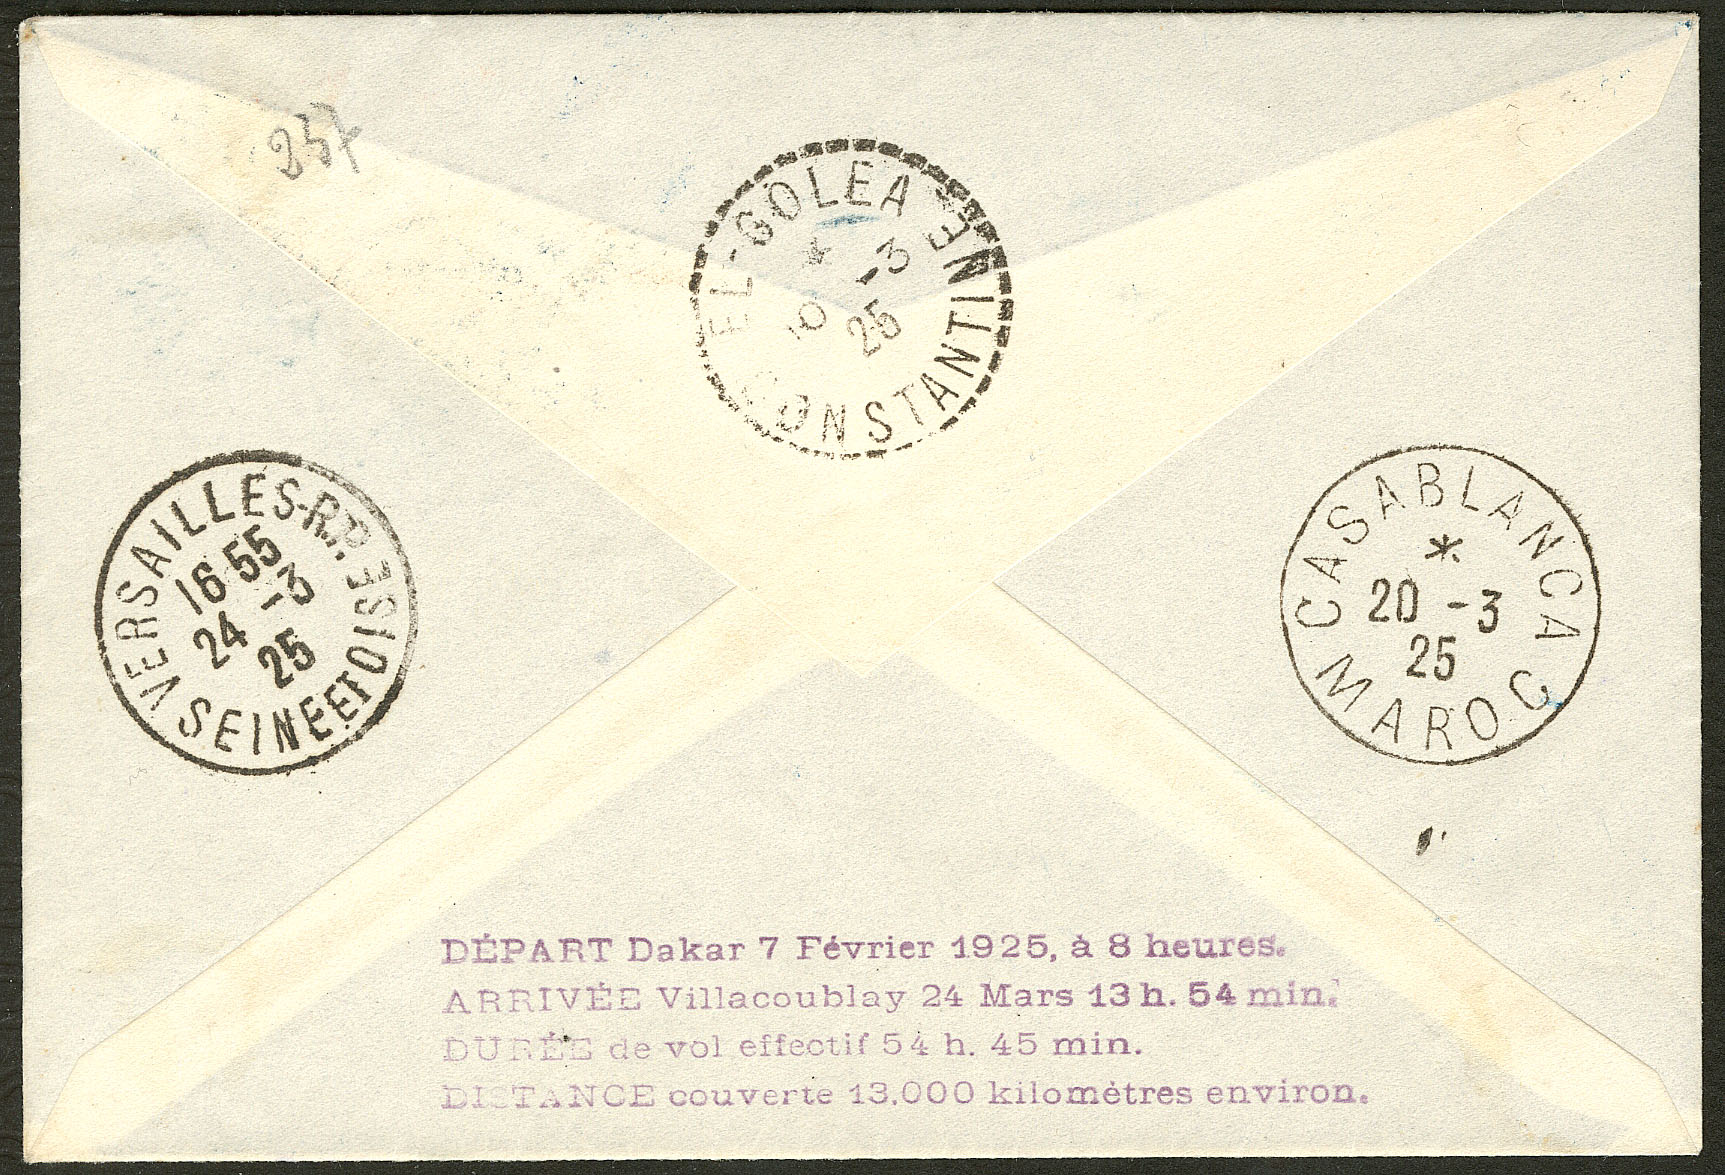 257
EL-GOLEA
*
10 -3
25
CONSTANTINE
VERSAILLES-R.P.
16 55
24 -3
25
SEINE ET OISE
CASABLANCA
*
20 -3
25
MAROC
DÉPART Dakar 7 Février 1925, à 8 heures.
ARRIVÉE Villacoublay 24 Mars 13 h. 54 min.
DURÉE de vol effectif 54 h. 45 min.
DISTANCE couverte 13.000 kilomètres environ.